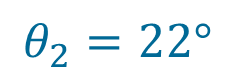 θ₂ = 22°